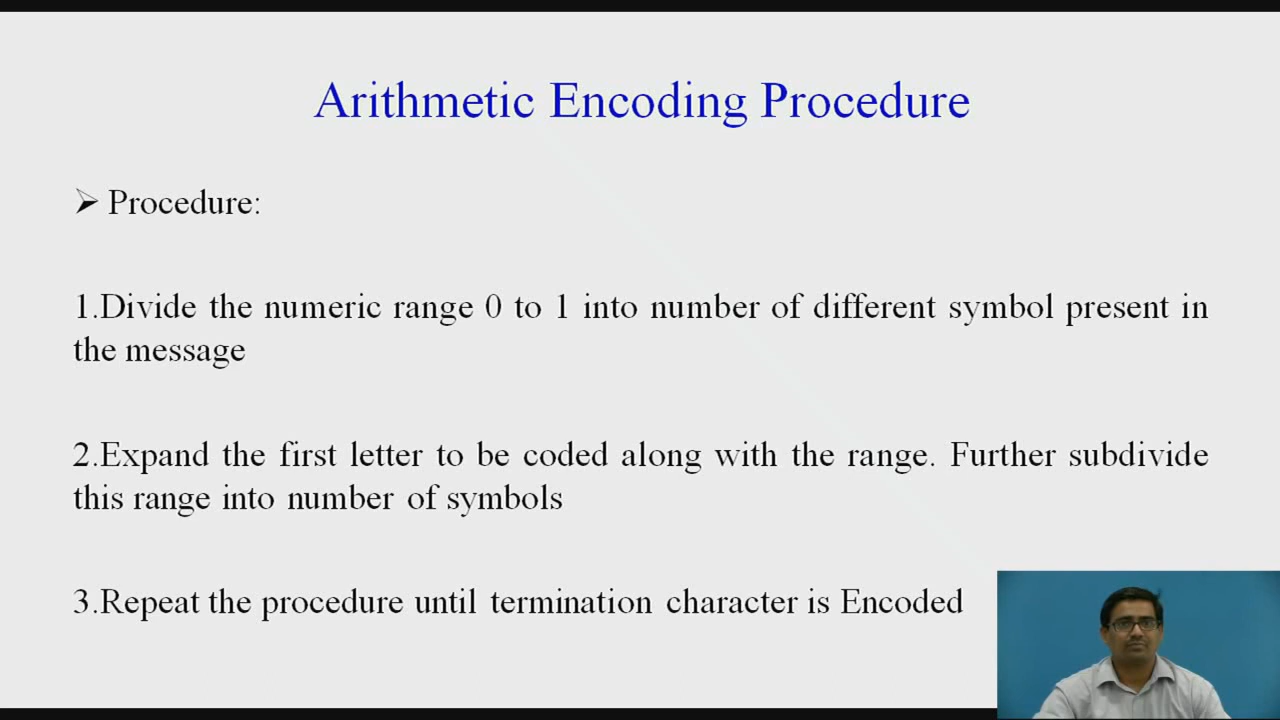 Arithmetic Encoding Procedure
➢ Procedure:
1.Divide the numeric range 0 to 1 into number of different symbol present in
the message
2.Expand the first letter to be coded along with the range. Further subdivide
this range into number of symbols
3.Repeat the procedure until termination character is Encoded